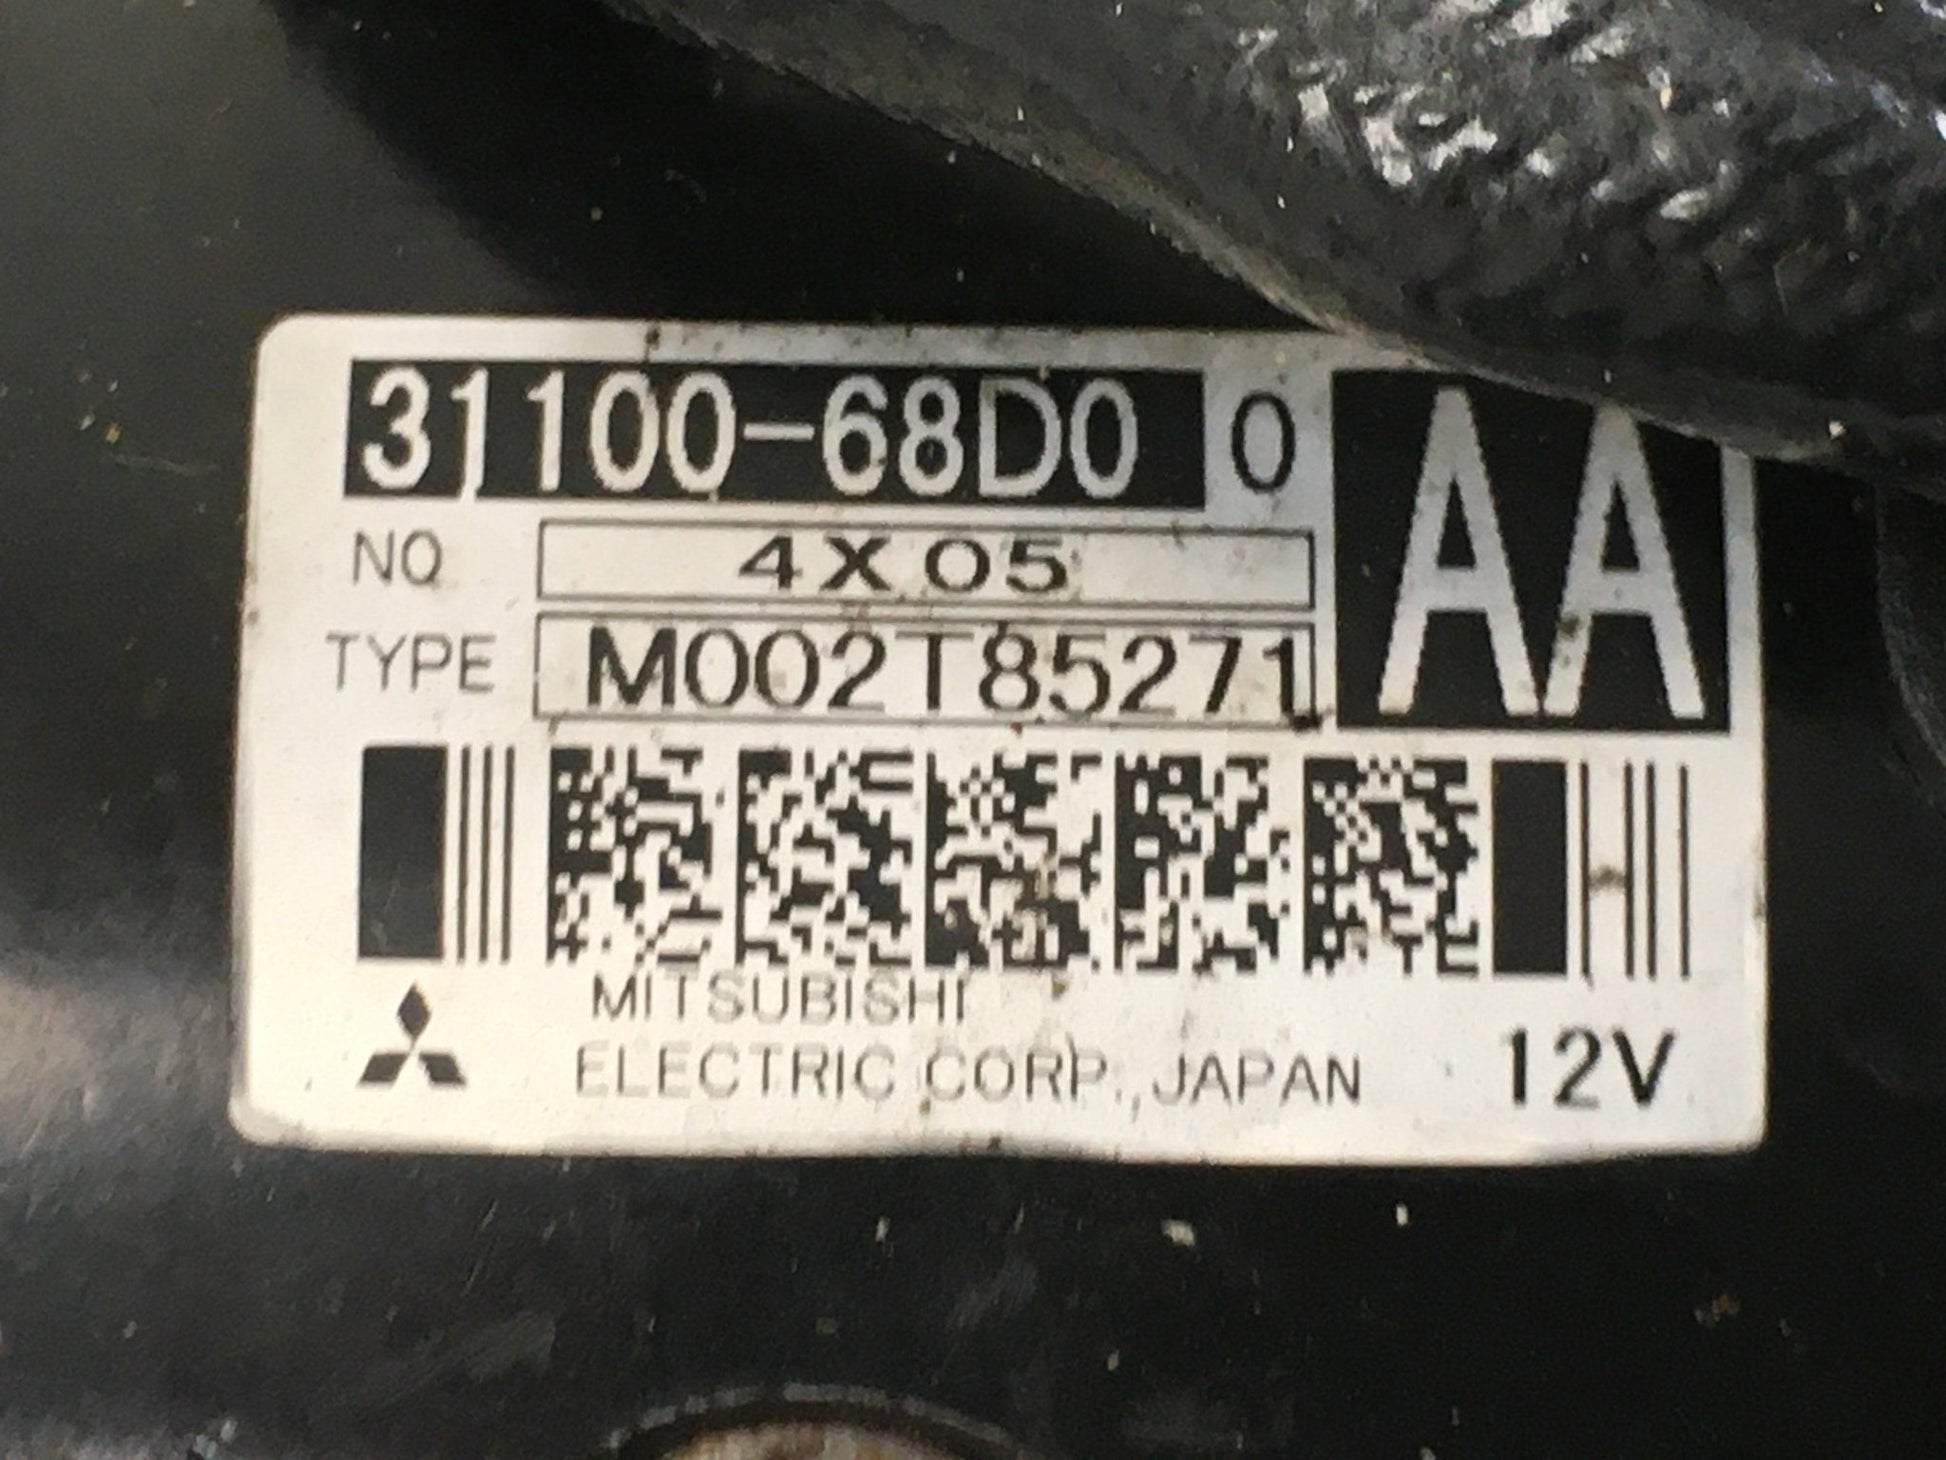 31100-68D0 0 AA
NO 4X05
TYPE M002T85271
MITSUBISHI
ELECTRIC CORP., JAPAN 12V